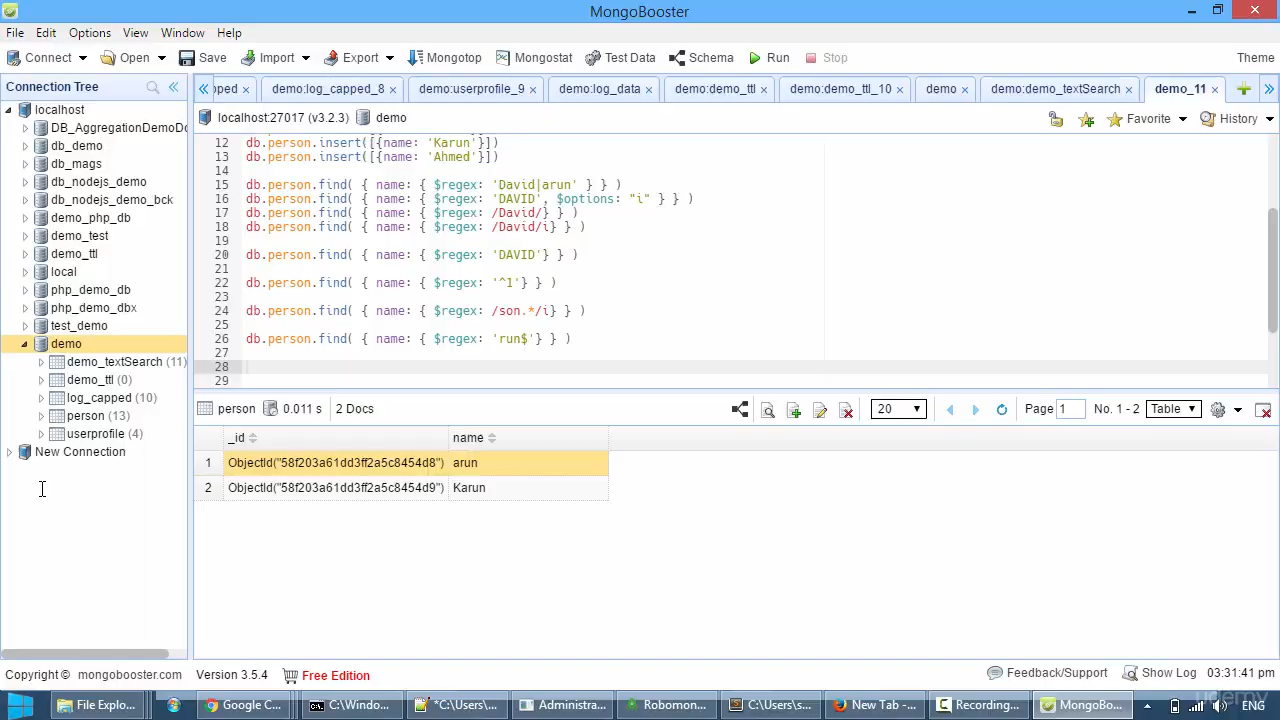 MongoBooster
File Edit Options View Window Help
Connect Open Save Import Export Mongotop Mongostat Test Data Schema Run Stop Theme
Connection Tree
localhost
DB_AggregationDemoDo
db_demo
db_mags
db_nodejs_demo
db_nodejs_demo_bck
demo_php_db
demo_test
demo_ttl
local
php_demo_db
php_demo_dbx
test_demo
demo
demo_textSearch (11)
demo_ttl (0)
log_capped (10)
person (13)
userprofile (4)
New Connection
pped demo:log_capped_8 demo:userprofile_9 demo:log_data demo:demo_ttl demo:demo_ttl_10 demo demo:demo_textSearch demo_11
localhost:27017 (v3.2.3) demo Favorite History
12 db.person.insert([{name: 'Karun'}])
13 db.person.insert([{name: 'Ahmed'}])
14
15 db.person.find( { name: { $regex: 'David|arun' } } )
16 db.person.find( { name: { $regex: 'DAVID', $options: "i" } } )
17 db.person.find( { name: { $regex: /David/} } )
18 db.person.find( { name: { $regex: /David/i} } )
19
20 db.person.find( { name: { $regex: 'DAVID'} } )
21
22 db.person.find( { name: { $regex: '^1'} } )
23
24 db.person.find( { name: { $regex: /son.*/i} } )
25
26 db.person.find( { name: { $regex: 'run$'} } )
27
28
29
person 0.011 s 2 Docs 20 Page 1 No. 1 - 2 Table
_id name
1 ObjectId("58f203a61dd3ff2a5c8454d8") arun
2 ObjectId("58f203a61dd3ff2a5c8454d9") Karun
Copyright © mongobooster.com Version 3.5.4 Free Edition Feedback/Support Show Log 03:31:41 pm
File Explo... Google C... C:\Windo... *C:\Users\... Administra... Robomon... C:\Users\s... New Tab -... Recording... MongoBo... ENG
udemy